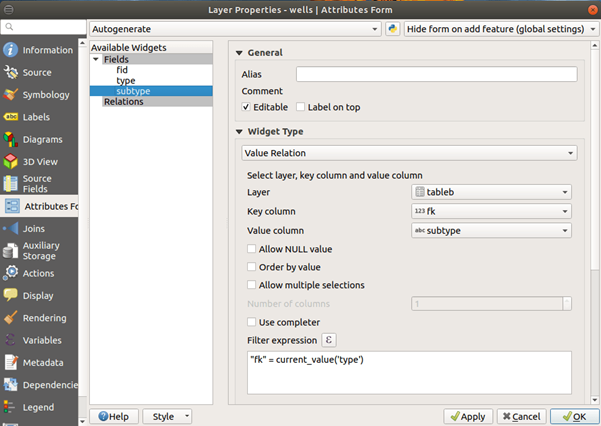 Layer Properties - wells | Attributes Form
Autogenerate
Hide form on add feature (global settings)
Information
Source
Symbology
abc Labels
Diagrams
3D View
Source Fields
Attributes Fo
Joins
Auxiliary Storage
Actions
Display
Rendering
Variables
Metadata
Dependencie
Legend
Available Widgets
Fields
fid
type
subtype
Relations
General
Alias
Comment
Editable Label on top
Widget Type
Value Relation
Select layer, key column and value column
Layer tableb
Key column 123 fk
Value column abc subtype
Allow NULL value
Order by value
Allow multiple selections
Number of columns 1
Use completer
Filter expression ε
"fk" = current_value('type')
Help Style Apply Cancel OK